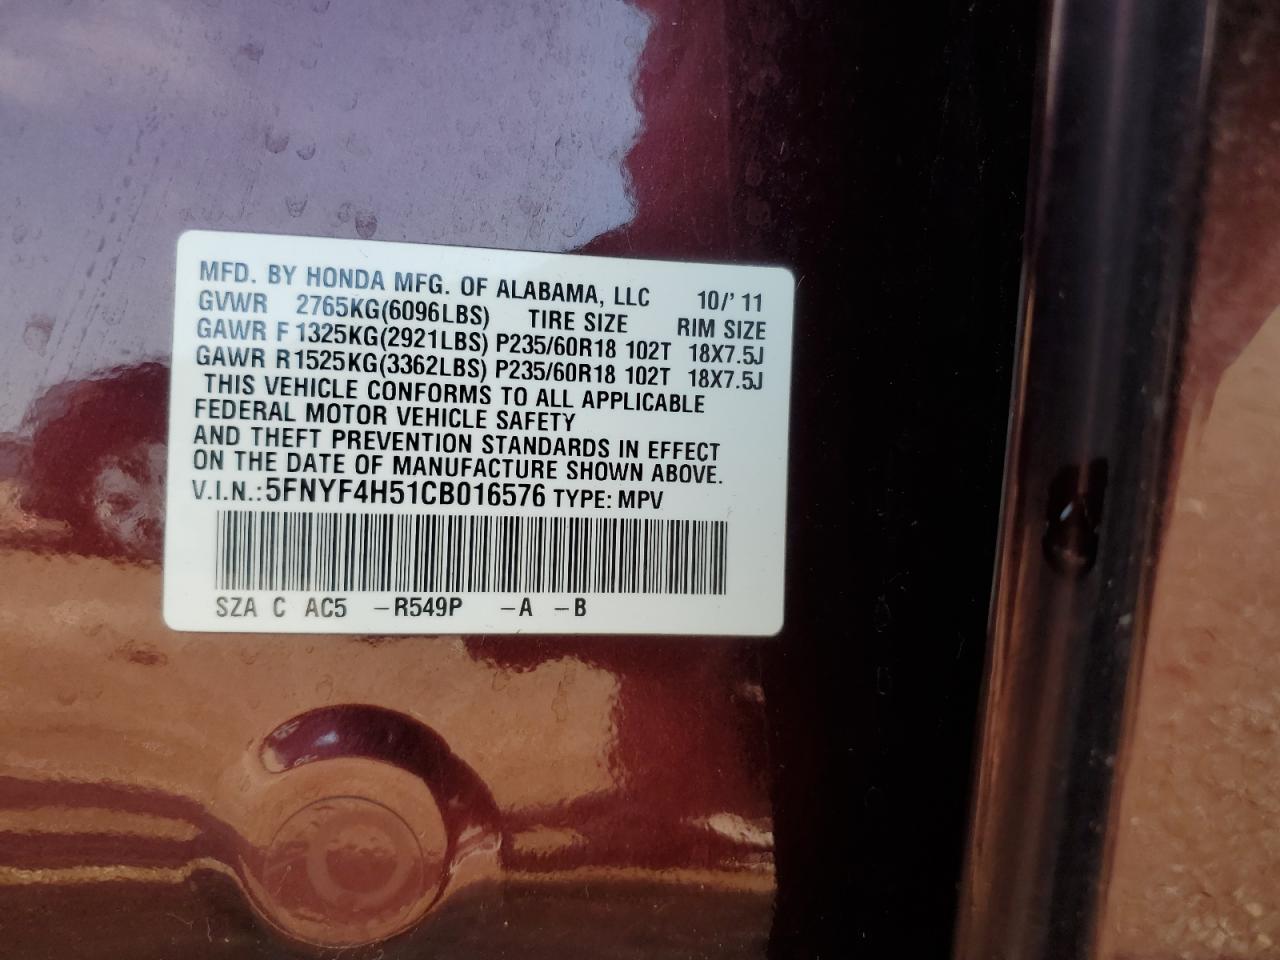 MFD. BY HONDA MFG. OF ALABAMA, LLC 10/' 11
GVWR 2765KG(6096LBS) TIRE SIZE RIM SIZE
GAWR F 1325KG(2921LBS) P235/60R18 102T 18X7.5J
GAWR R 1525KG(3362LBS) P235/60R18 102T 18X7.5J
THIS VEHICLE CONFORMS TO ALL APPLICABLE
FEDERAL MOTOR VEHICLE SAFETY
AND THEFT PREVENTION STANDARDS IN EFFECT
ON THE DATE OF MANUFACTURE SHOWN ABOVE.
V.I.N.: 5FNYF4H51CB016576 TYPE: MPV
SZA C AC5 -R549P -A -B